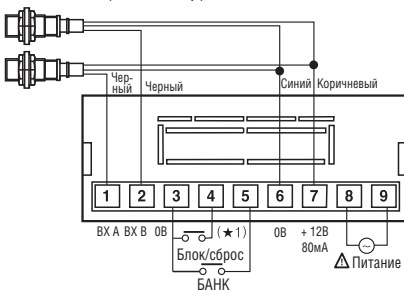 Чер-
ный
Черный
Синий Коричневый
1 2 3 4 5 6 7 8 9
ВХ А ВХ В 0В (★1) 0В + 12В
80мА
Блок/сброс
БАНК
⚠ Питание